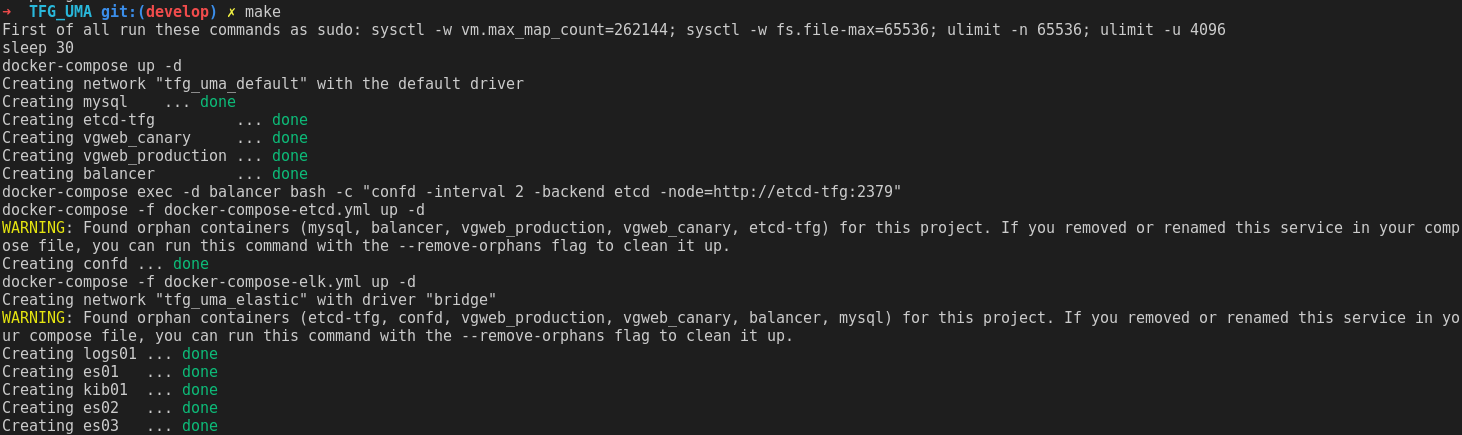 ➜  TFG_UMA git:(develop) ✗ make
First of all run these commands as sudo: sysctl -w vm.max_map_count=262144; sysctl -w fs.file-max=65536; ulimit -n 65536; ulimit -u 4096
sleep 30
docker-compose up -d
Creating network "tfg_uma_default" with the default driver
Creating mysql    ... done
Creating etcd-tfg         ... done
Creating vgweb_canary     ... done
Creating vgweb_production ... done
Creating balancer         ... done
docker-compose exec -d balancer bash -c "confd -interval 2 -backend etcd -node=http://etcd-tfg:2379"
docker-compose -f docker-compose-etcd.yml up -d
WARNING: Found orphan containers (mysql, balancer, vgweb_production, vgweb_canary, etcd-tfg) for this project. If you removed or renamed this service in your comp
ose file, you can run this command with the --remove-orphans flag to clean it up.
Creating confd ... done
docker-compose -f docker-compose-elk.yml up -d
Creating network "tfg_uma_elastic" with driver "bridge"
WARNING: Found orphan containers (etcd-tfg, confd, vgweb_production, vgweb_canary, balancer, mysql) for this project. If you removed or renamed this service in yo
ur compose file, you can run this command with the --remove-orphans flag to clean it up.
Creating logs01 ... done
Creating es01   ... done
Creating kib01  ... done
Creating es02   ... done
Creating es03   ... done